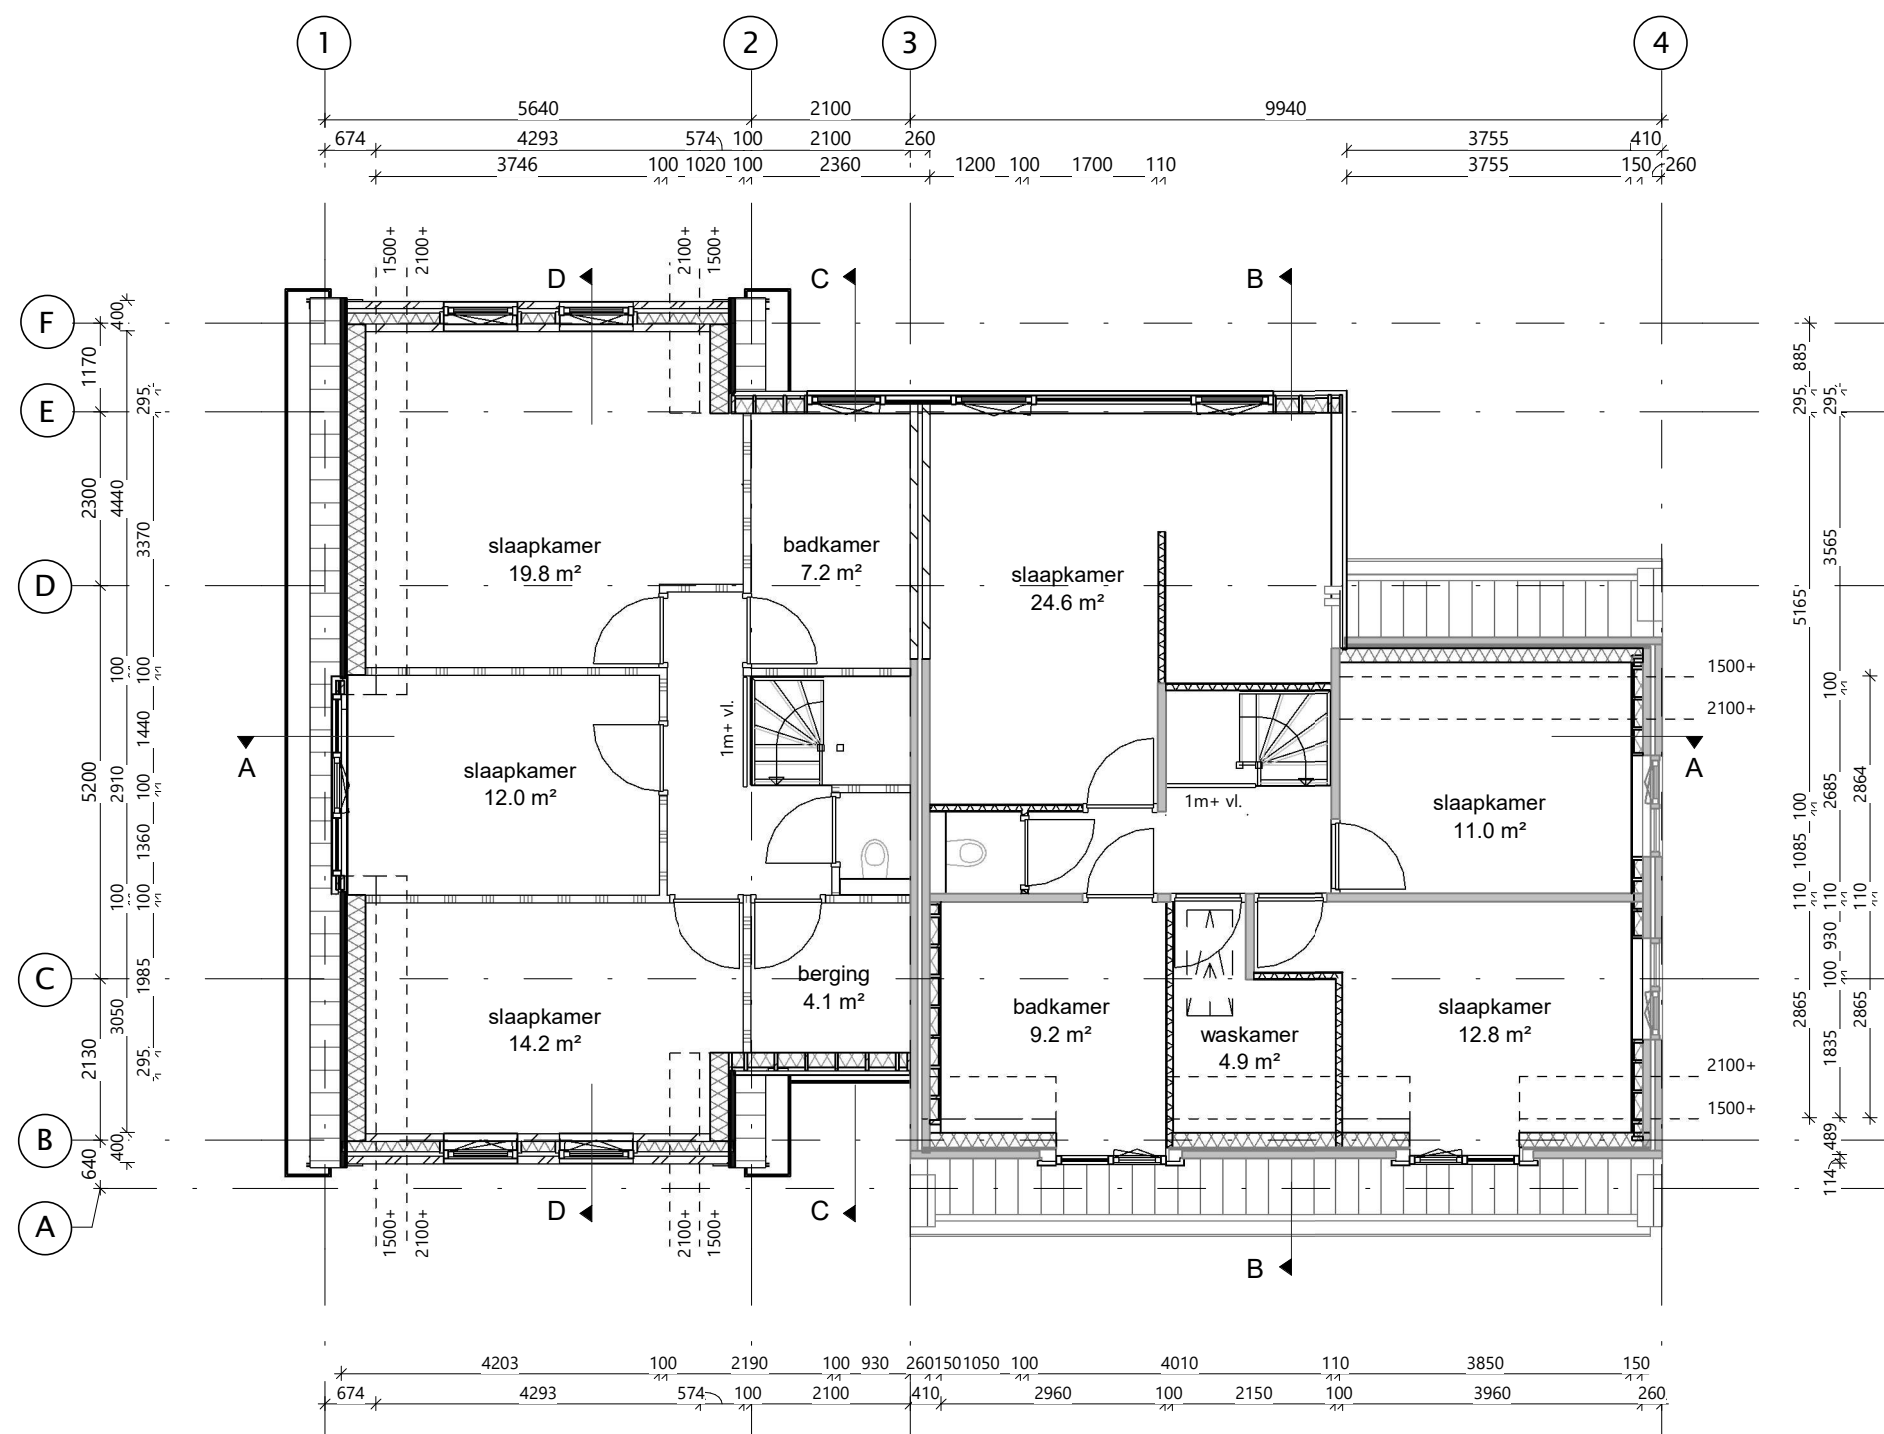 1
2
3
4
5640
2100
9940
674
4293
574
100
2100
260
3755
410
3746
100
1020
100
2360
1200
100
1700
110
3755
150
260
1500+
2100+
2100+
1500+
D
C
B
F
E
D
C
B
A
400
1170
295
2300
4440
3370
100
100
1440
5200
2910
100
1360
100
100
1985
3050
2130
295
400
640
885
295
295
3565
5165
100
2864
2685
100
1085
110
110
110
930
100
2865
1835
2865
489
114
slaapkamer
19.8 m²
badkamer
7.2 m²
slaapkamer
24.6 m²
1500+
2100+
1m+ vl.
A
A
slaapkamer
12.0 m²
1m+ vl.
slaapkamer
11.0 m²
berging
4.1 m²
slaapkamer
14.2 m²
badkamer
9.2 m²
waskamer
4.9 m²
slaapkamer
12.8 m²
2100+
1500+
D
C
B
1500+
2100+
2100+
1500+
4203
100
2190
100
930
260
150
1050
100
4010
110
3850
150
674
4293
574
100
2100
410
2960
100
2150
100
3960
260